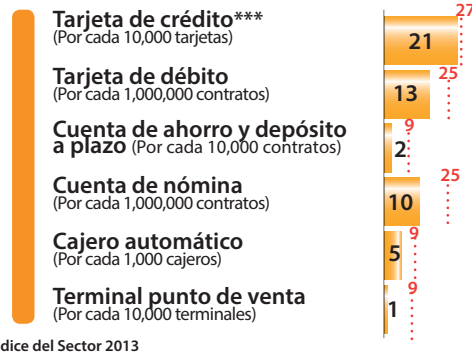 Tarjeta de crédito***
(Por cada 10,000 tarjetas)
21
27
Tarjeta de débito
(Por cada 1,000,000 contratos)
13
25
Cuenta de ahorro y depósito
a plazo (Por cada 10,000 contratos)
2
9
Cuenta de nómina
(Por cada 1,000,000 contratos)
10
25
Cajero automático
(Por cada 1,000 cajeros)
5
9
Terminal punto de venta
(Por cada 10,000 terminales)
1
9
dice del Sector 2013